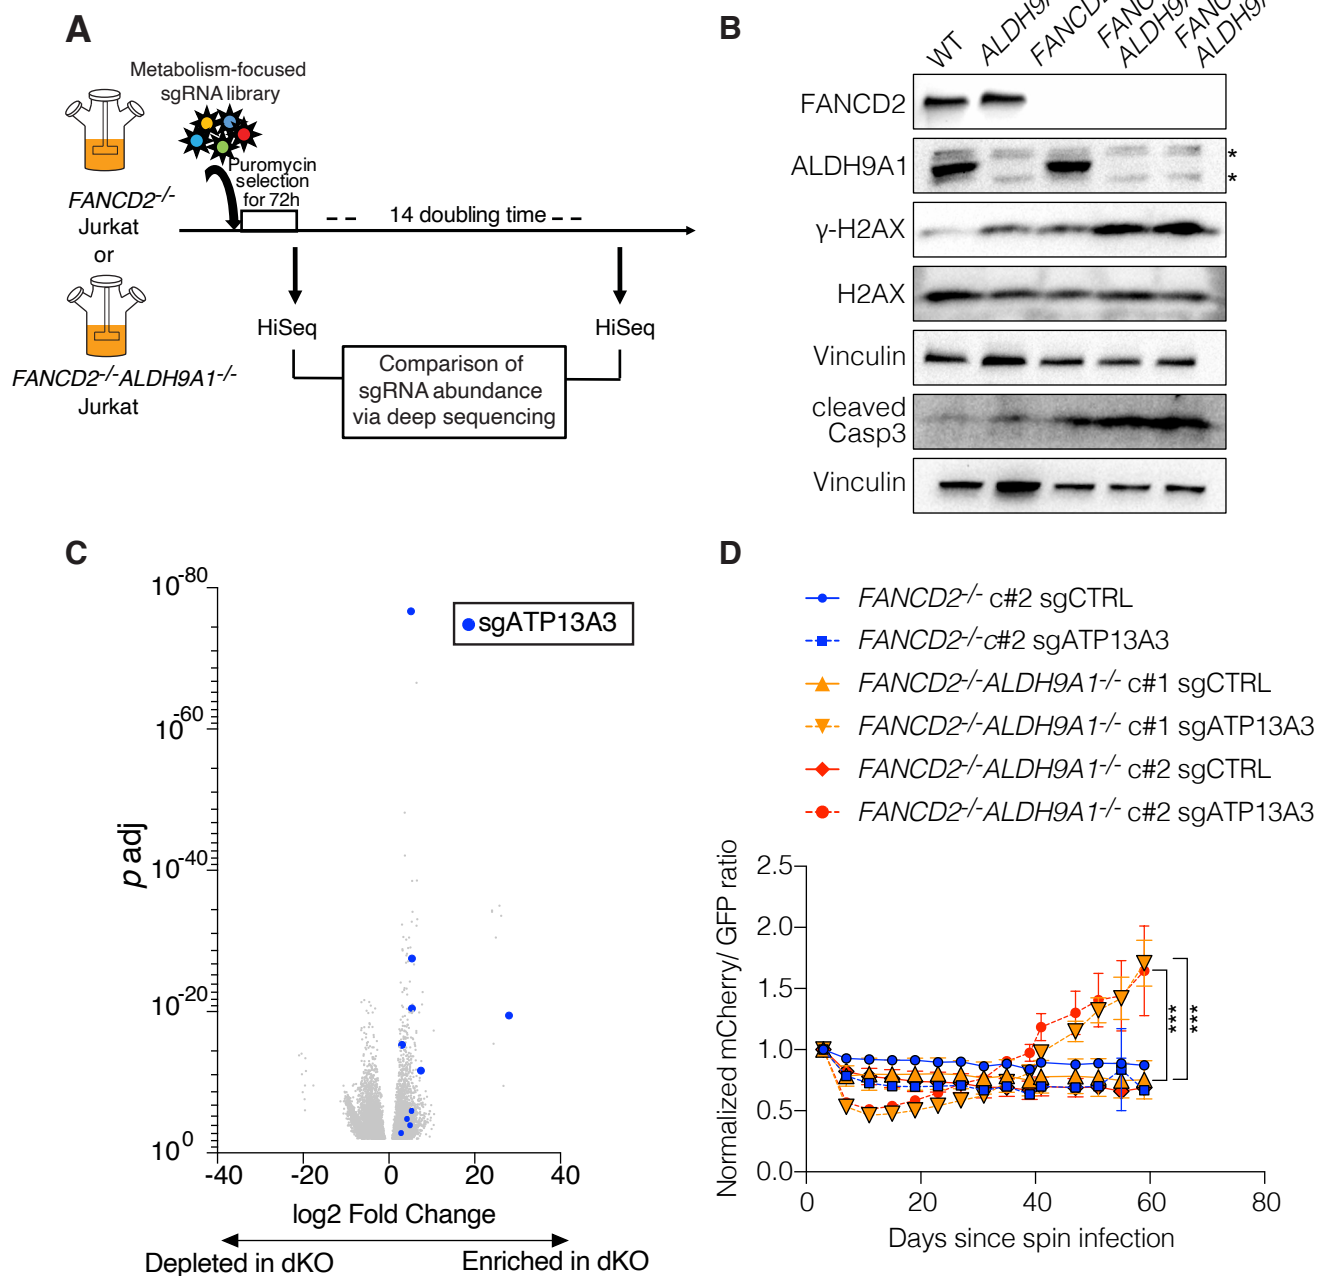 A
Metabolism-focused
sgRNA library
Puromycin
selection
for 72h
FANCD2-/-
Jurkat
or
FANCD2-/-ALDH9A1-/-
Jurkat
14 doubling time
HiSeq
HiSeq
Comparison of
sgRNA abundance
via deep sequencing
B
WT
FANCD2
ALDH9A1
*
*
γ-H2AX
H2AX
Vinculin
cleaved
Casp3
Vinculin
C
10-80
10-60
10-40
10-20
100
p adj
sgATP13A3
-40
-20
0
20
40
log2 Fold Change
Depleted in dKO
Enriched in dKO
D
FANCD2-/- c#2 sgCTRL
FANCD2-/-c#2 sgATP13A3
FANCD2-/-ALDH9A1-/- c#1 sgCTRL
FANCD2-/-ALDH9A1-/- c#1 sgATP13A3
FANCD2-/-ALDH9A1-/- c#2 sgCTRL
FANCD2-/-ALDH9A1-/- c#2 sgATP13A3
Normalized mCherry/ GFP ratio
2.5
2.0
1.5
1.0
0.5
0.0
***
***
0
20
40
60
80
Days since spin infection